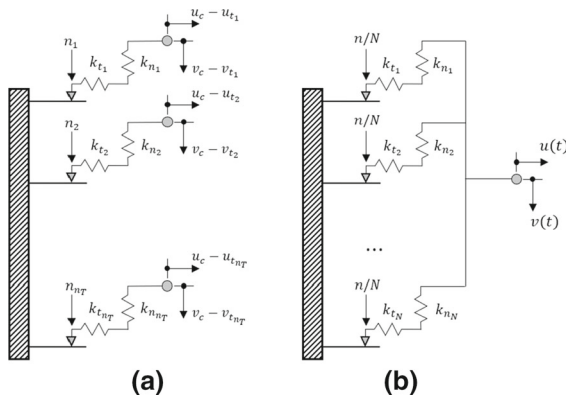 u_c − u_{t_1}
n_1
k_{t_1}
k_{n_1}
v_c − v_{t_1}
u_c − u_{t_2}
n_2
k_{t_2}
k_{n_2}
v_c − v_{t_2}
u_c − u_{t_{n_T}}
n_{n_T}
k_{t_{n_T}}
k_{n_{n_T}}
v_c − v_{t_{n_T}}
(a)
n/N
k_{t_1}
k_{n_1}
n/N
k_{t_2}
k_{n_2}
u(t)
v(t)
...
n/N
k_{t_N}
k_{n_N}
(b)